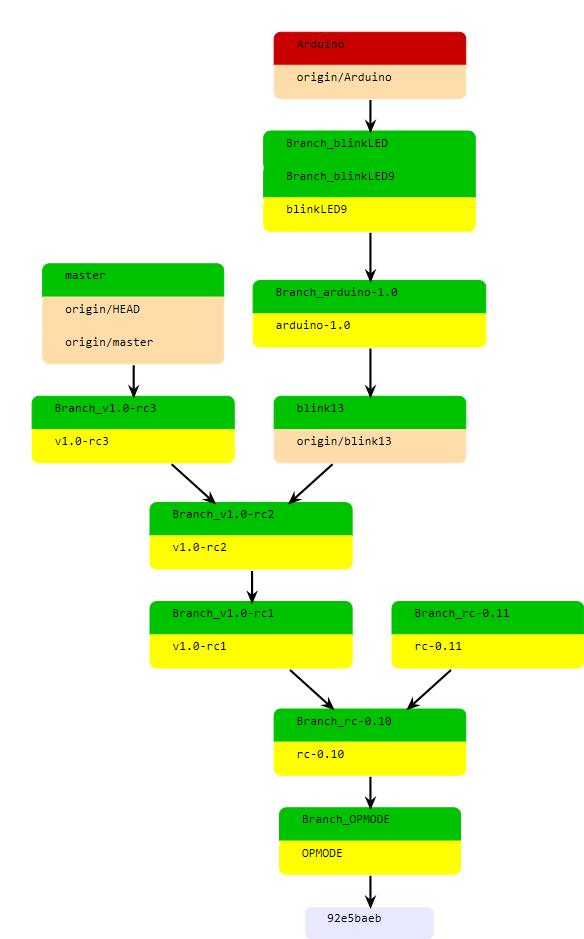 Arduino
origin/Arduino
Branch_blinkLED
Branch_blinkLED9
blinkLED9
master
origin/HEAD
origin/master
Branch_arduino-1.0
arduino-1.0
Branch_v1.0-rc3
v1.0-rc3
blink13
origin/blink13
Branch_v1.0-rc2
v1.0-rc2
Branch_v1.0-rc1
v1.0-rc1
Branch_rc-0.11
rc-0.11
Branch_rc-0.10
rc-0.10
Branch_OPMODE
OPMODE
92e5baeb